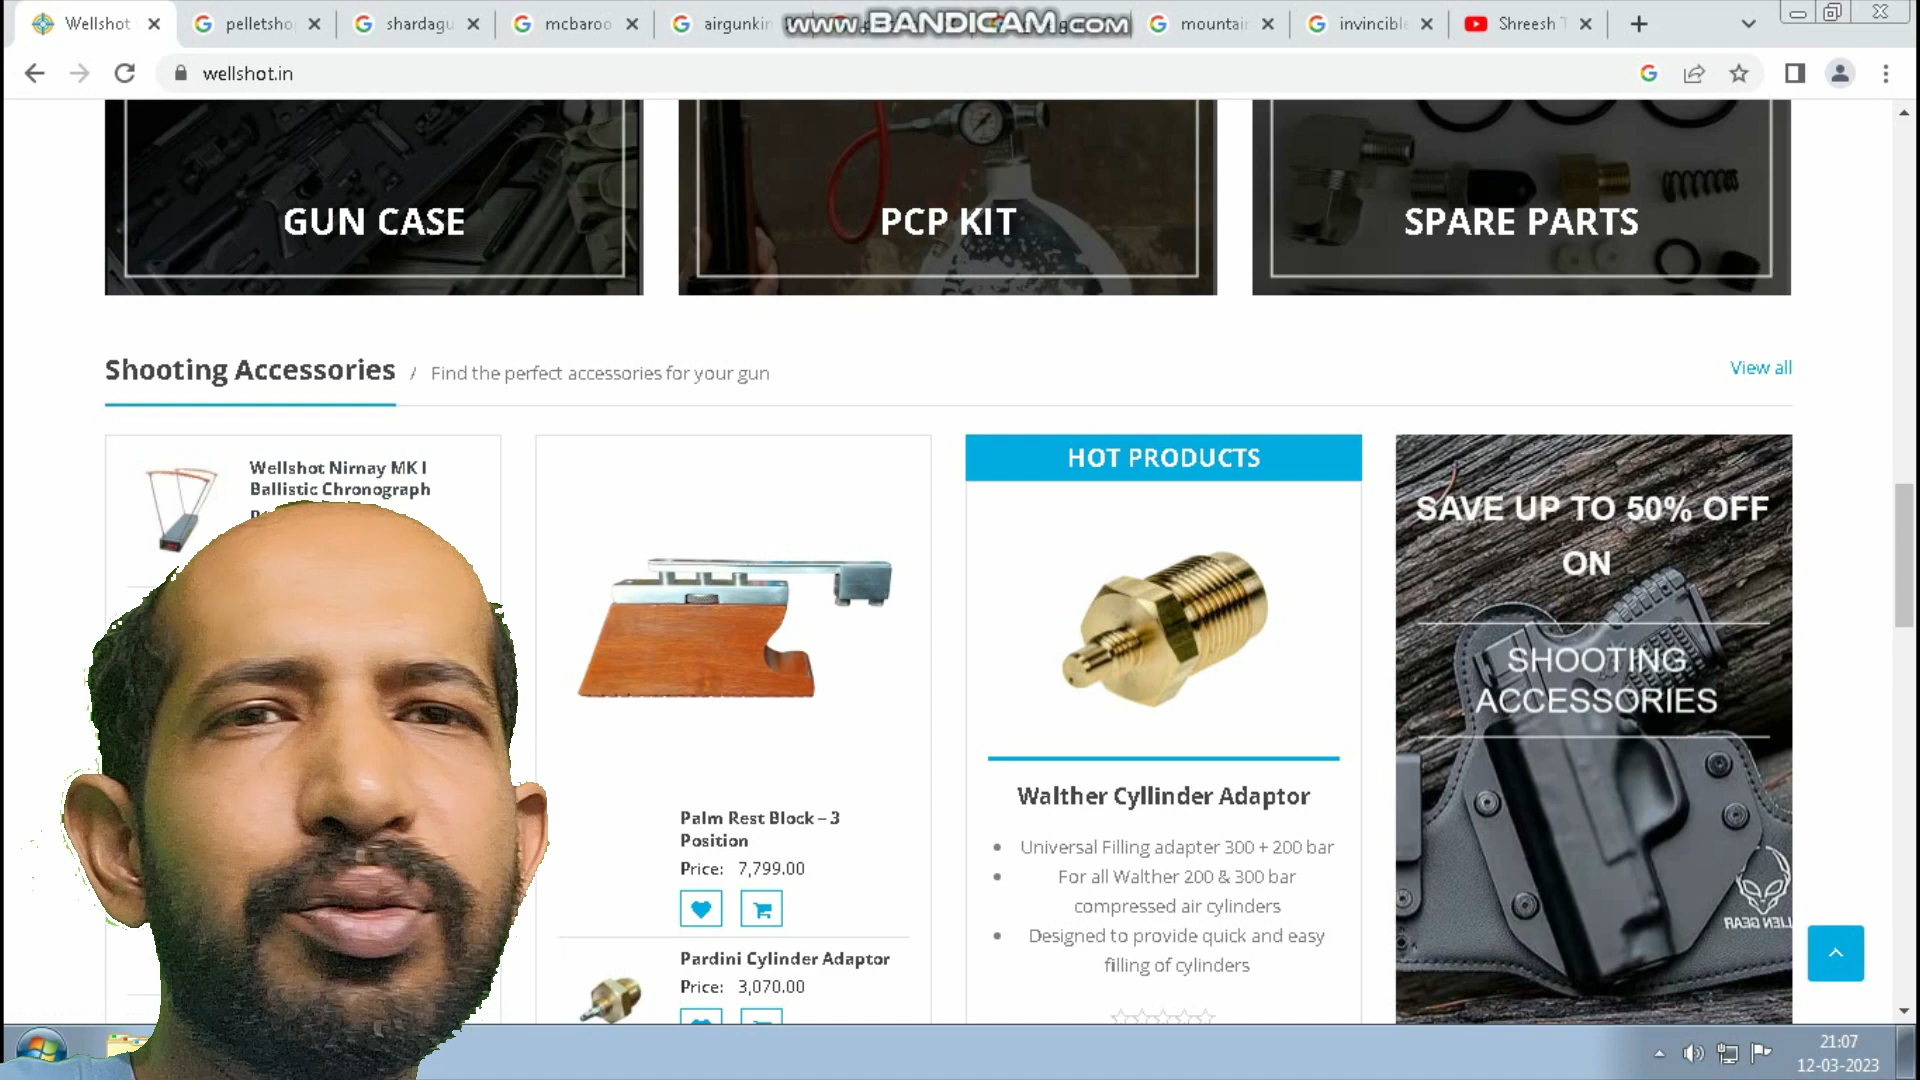 Wellshot
pelletsho
shardagu
mcbaroo
airgunkin
www.BANDICAM.com
mountain
invincible
Shreesh
wellshot.in
GUN CASE
PCP KIT
SPARE PARTS
Shooting Accessories / Find the perfect accessories for your gun
View all
Wellshot Nirnay MK I
Ballistic Chronograph
Palm Rest Block – 3
Position
Price: 7,799.00
Pardini Cylinder Adaptor
Price: 3,070.00
HOT PRODUCTS
Walther Cyllinder Adaptor
Universal Filling adapter 300 + 200 bar
For all Walther 200 & 300 bar
compressed air cylinders
Designed to provide quick and easy
filling of cylinders
SAVE UP TO 50% OFF
ON
SHOOTING
ACCESSORIES
21:07
12-03-2023